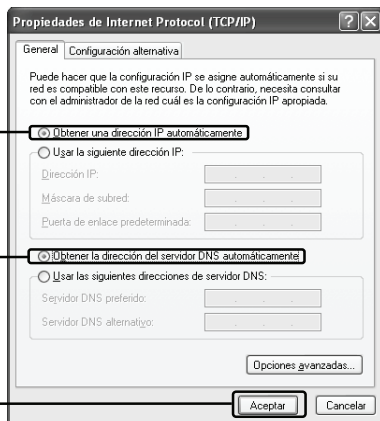 Propiedades de Internet Protocol (TCP/IP)
General Configuración alternativa
Puede hacer que la configuración IP se asigne automáticamente si su
red es compatible con este recurso. De lo contrario, necesita consultar
con el administrador de la red cuál es la configuración IP apropiada.
Obtener una dirección IP automáticamente
Usar la siguiente dirección IP:
Dirección IP:
Máscara de subred:
Puerta de enlace predeterminada:
Obtener la dirección del servidor DNS automáticamente
Usar las siguientes direcciones de servidor DNS:
Servidor DNS preferido:
Servidor DNS alternativo:
Opciones avanzadas...
Aceptar Cancelar